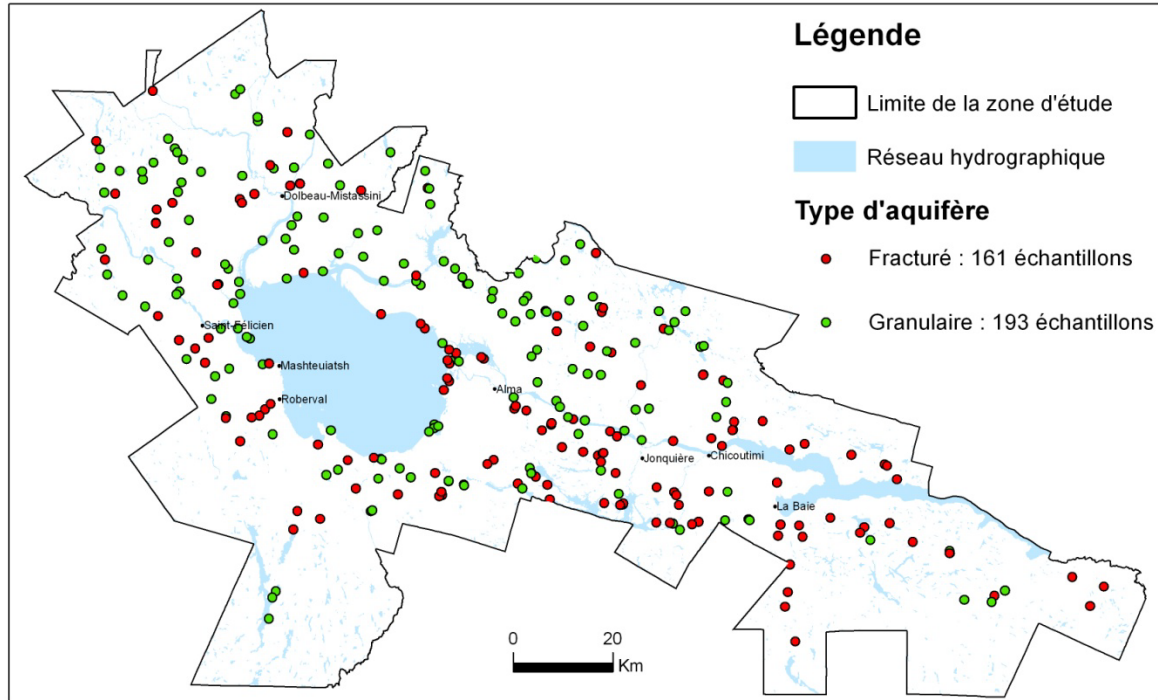 Légende
Limite de la zone d'étude
Réseau hydrographique
Type d'aquifère
Fracturé : 161 échantillons
Granulaire : 193 échantillons
Dolbeau-Mistassini
Saint-Félicien
Mashteuiatsh
Roberval
Alma
Jonquière
Chicoutimi
La Baie
0 20
Km